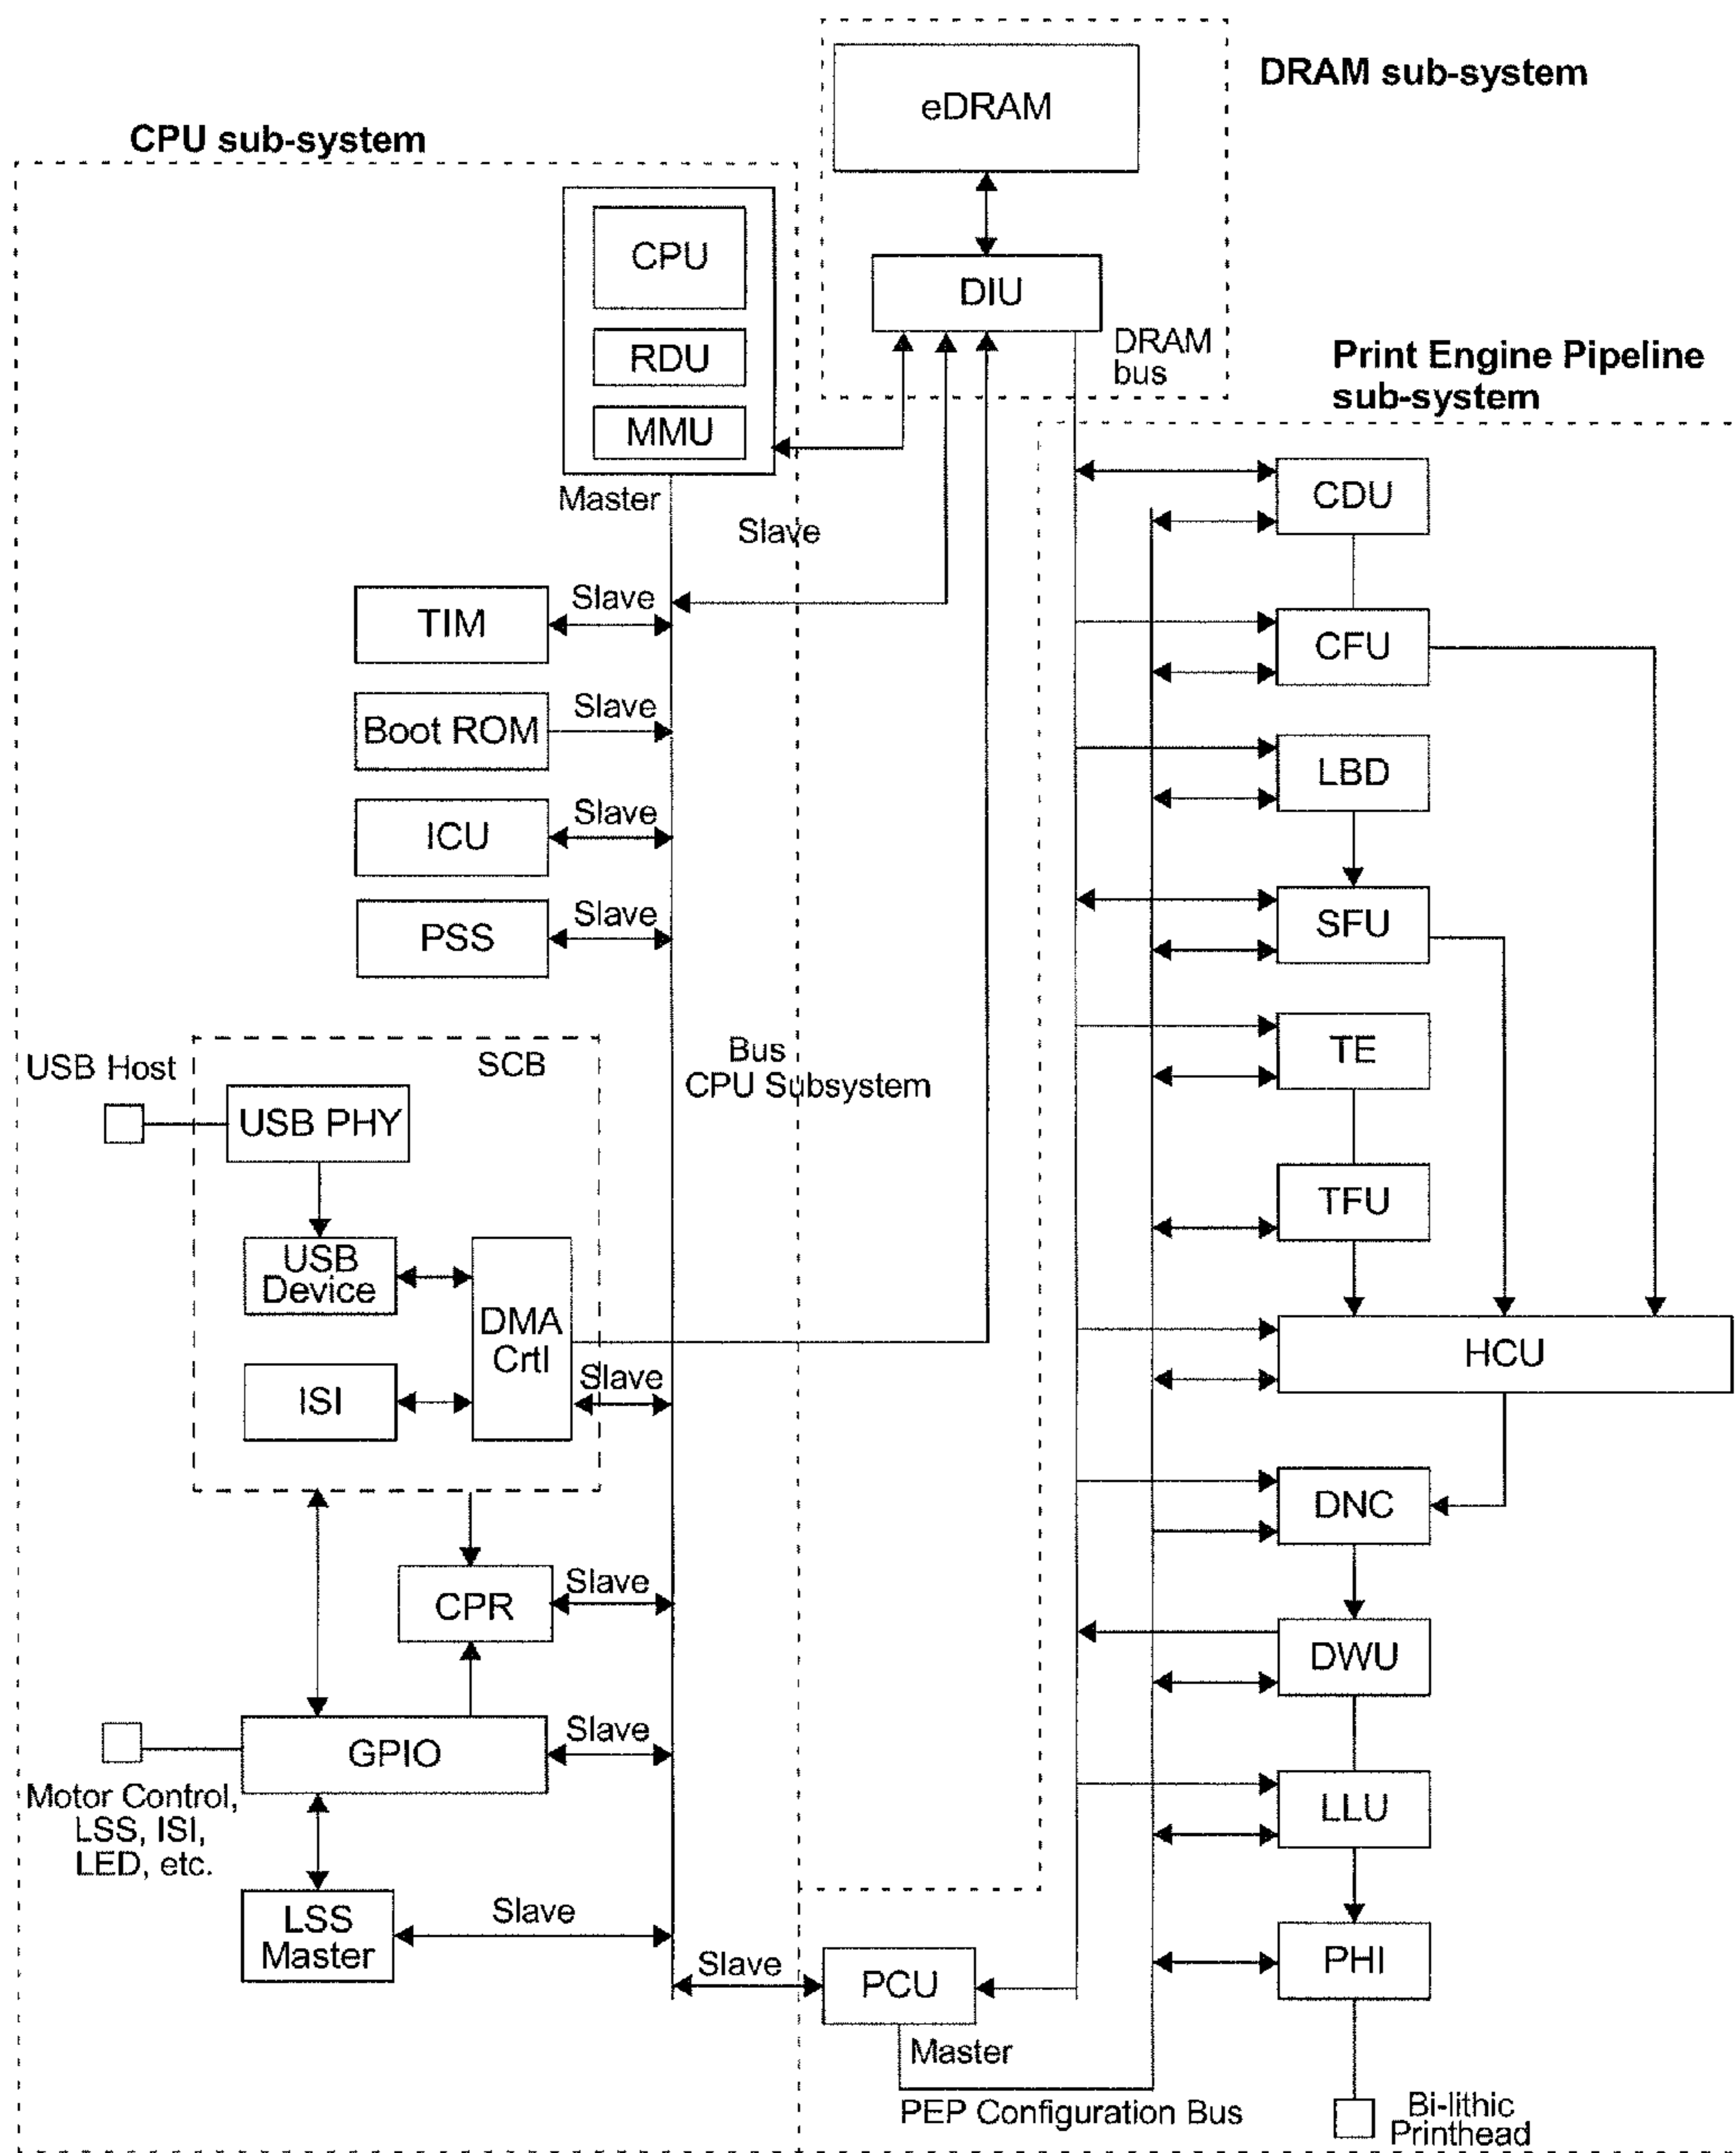 DRAM sub-system
eDRAM
CPU sub-system
CPU
DIU
RDU
DRAM
bus
Print Engine Pipeline
sub-system
MMU
Master
Slave
CDU
TIM
Slave
CFU
Boot ROM
Slave
LBD
ICU
Slave
PSS
Slave
SFU
USB Host
SCB
Bus
CPU Subsystem
TE
USB PHY
TFU
USB
Device
DMA
Crtl
HCU
ISI
Slave
DNC
CPR
Slave
DWU
GPIO
Slave
Motor Control,
LSS, ISI,
LED, etc.
LLU
LSS
Master
Slave
Slave
PCU
PHI
Master
PEP Configuration Bus
Bi-lithic
Printhead